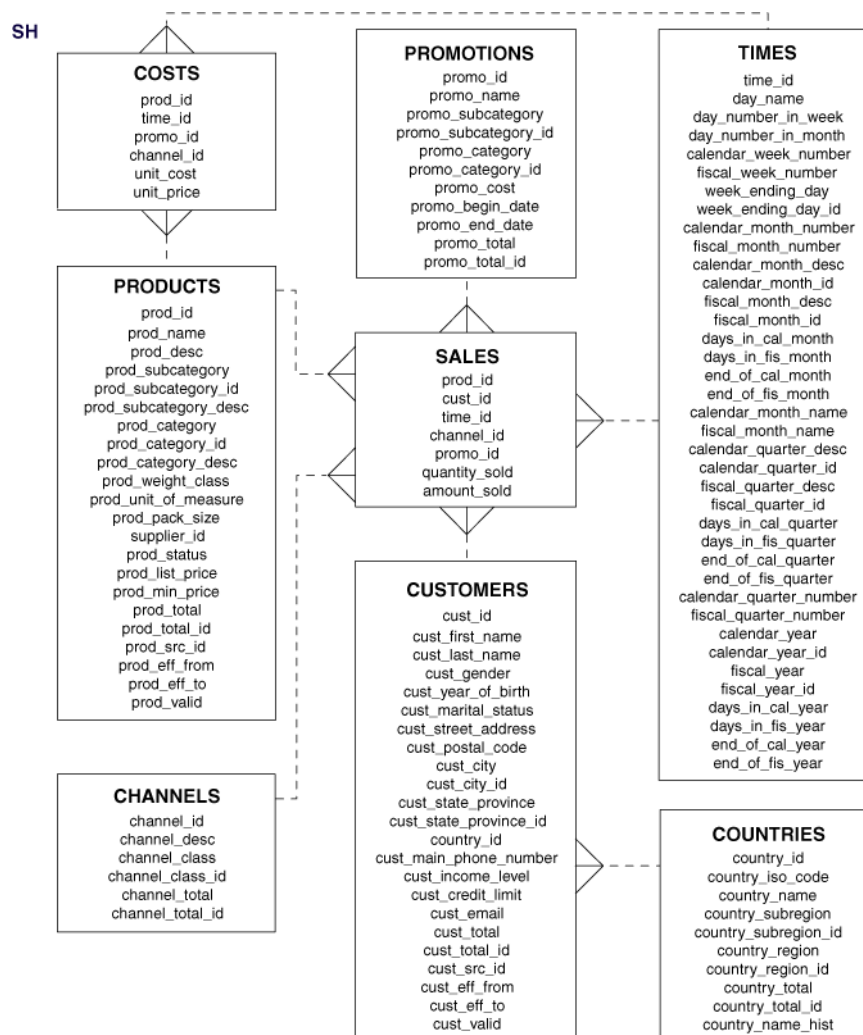 SH
COSTS
prod_id
time_id
promo_id
channel_id
unit_cost
unit_price
PROMOTIONS
promo_id
promo_name
promo_subcategory
promo_subcategory_id
promo_category
promo_category_id
promo_cost
promo_begin_date
promo_end_date
promo_total
promo_total_id
TIMES
time_id
day_name
day_number_in_week
day_number_in_month
calendar_week_number
fiscal_week_number
week_ending_day
week_ending_day_id
calendar_month_number
fiscal_month_number
calendar_month_desc
calendar_month_id
fiscal_month_desc
fiscal_month_id
days_in_cal_month
days_in_fis_month
end_of_cal_month
end_of_fis_month
calendar_month_name
fiscal_month_name
calendar_quarter_desc
calendar_quarter_id
fiscal_quarter_desc
fiscal_quarter_id
days_in_cal_quarter
days_in_fis_quarter
end_of_cal_quarter
end_of_fis_quarter
calendar_quarter_number
fiscal_quarter_number
calendar_year
calendar_year_id
fiscal_year
fiscal_year_id
days_in_cal_year
days_in_fis_year
end_of_cal_year
end_of_fis_year
PRODUCTS
prod_id
prod_name
prod_desc
prod_subcategory
prod_subcategory_id
prod_subcategory_desc
prod_category
prod_category_id
prod_category_desc
prod_weight_class
prod_unit_of_measure
prod_pack_size
supplier_id
prod_status
prod_list_price
prod_min_price
prod_total
prod_total_id
prod_src_id
prod_eff_from
prod_eff_to
prod_valid
SALES
prod_id
cust_id
time_id
channel_id
promo_id
quantity_sold
amount_sold
CUSTOMERS
cust_id
cust_first_name
cust_last_name
cust_gender
cust_year_of_birth
cust_marital_status
cust_street_address
cust_postal_code
cust_city
cust_city_id
cust_state_province
cust_state_province_id
country_id
cust_main_phone_number
cust_income_level
cust_credit_limit
cust_email
cust_total
cust_total_id
cust_src_id
cust_eff_from
cust_eff_to
cust_valid
CHANNELS
channel_id
channel_desc
channel_class
channel_class_id
channel_total
channel_total_id
COUNTRIES
country_id
country_iso_code
country_name
country_subregion
country_subregion_id
country_region
country_region_id
country_total
country_total_id
country_name_hist